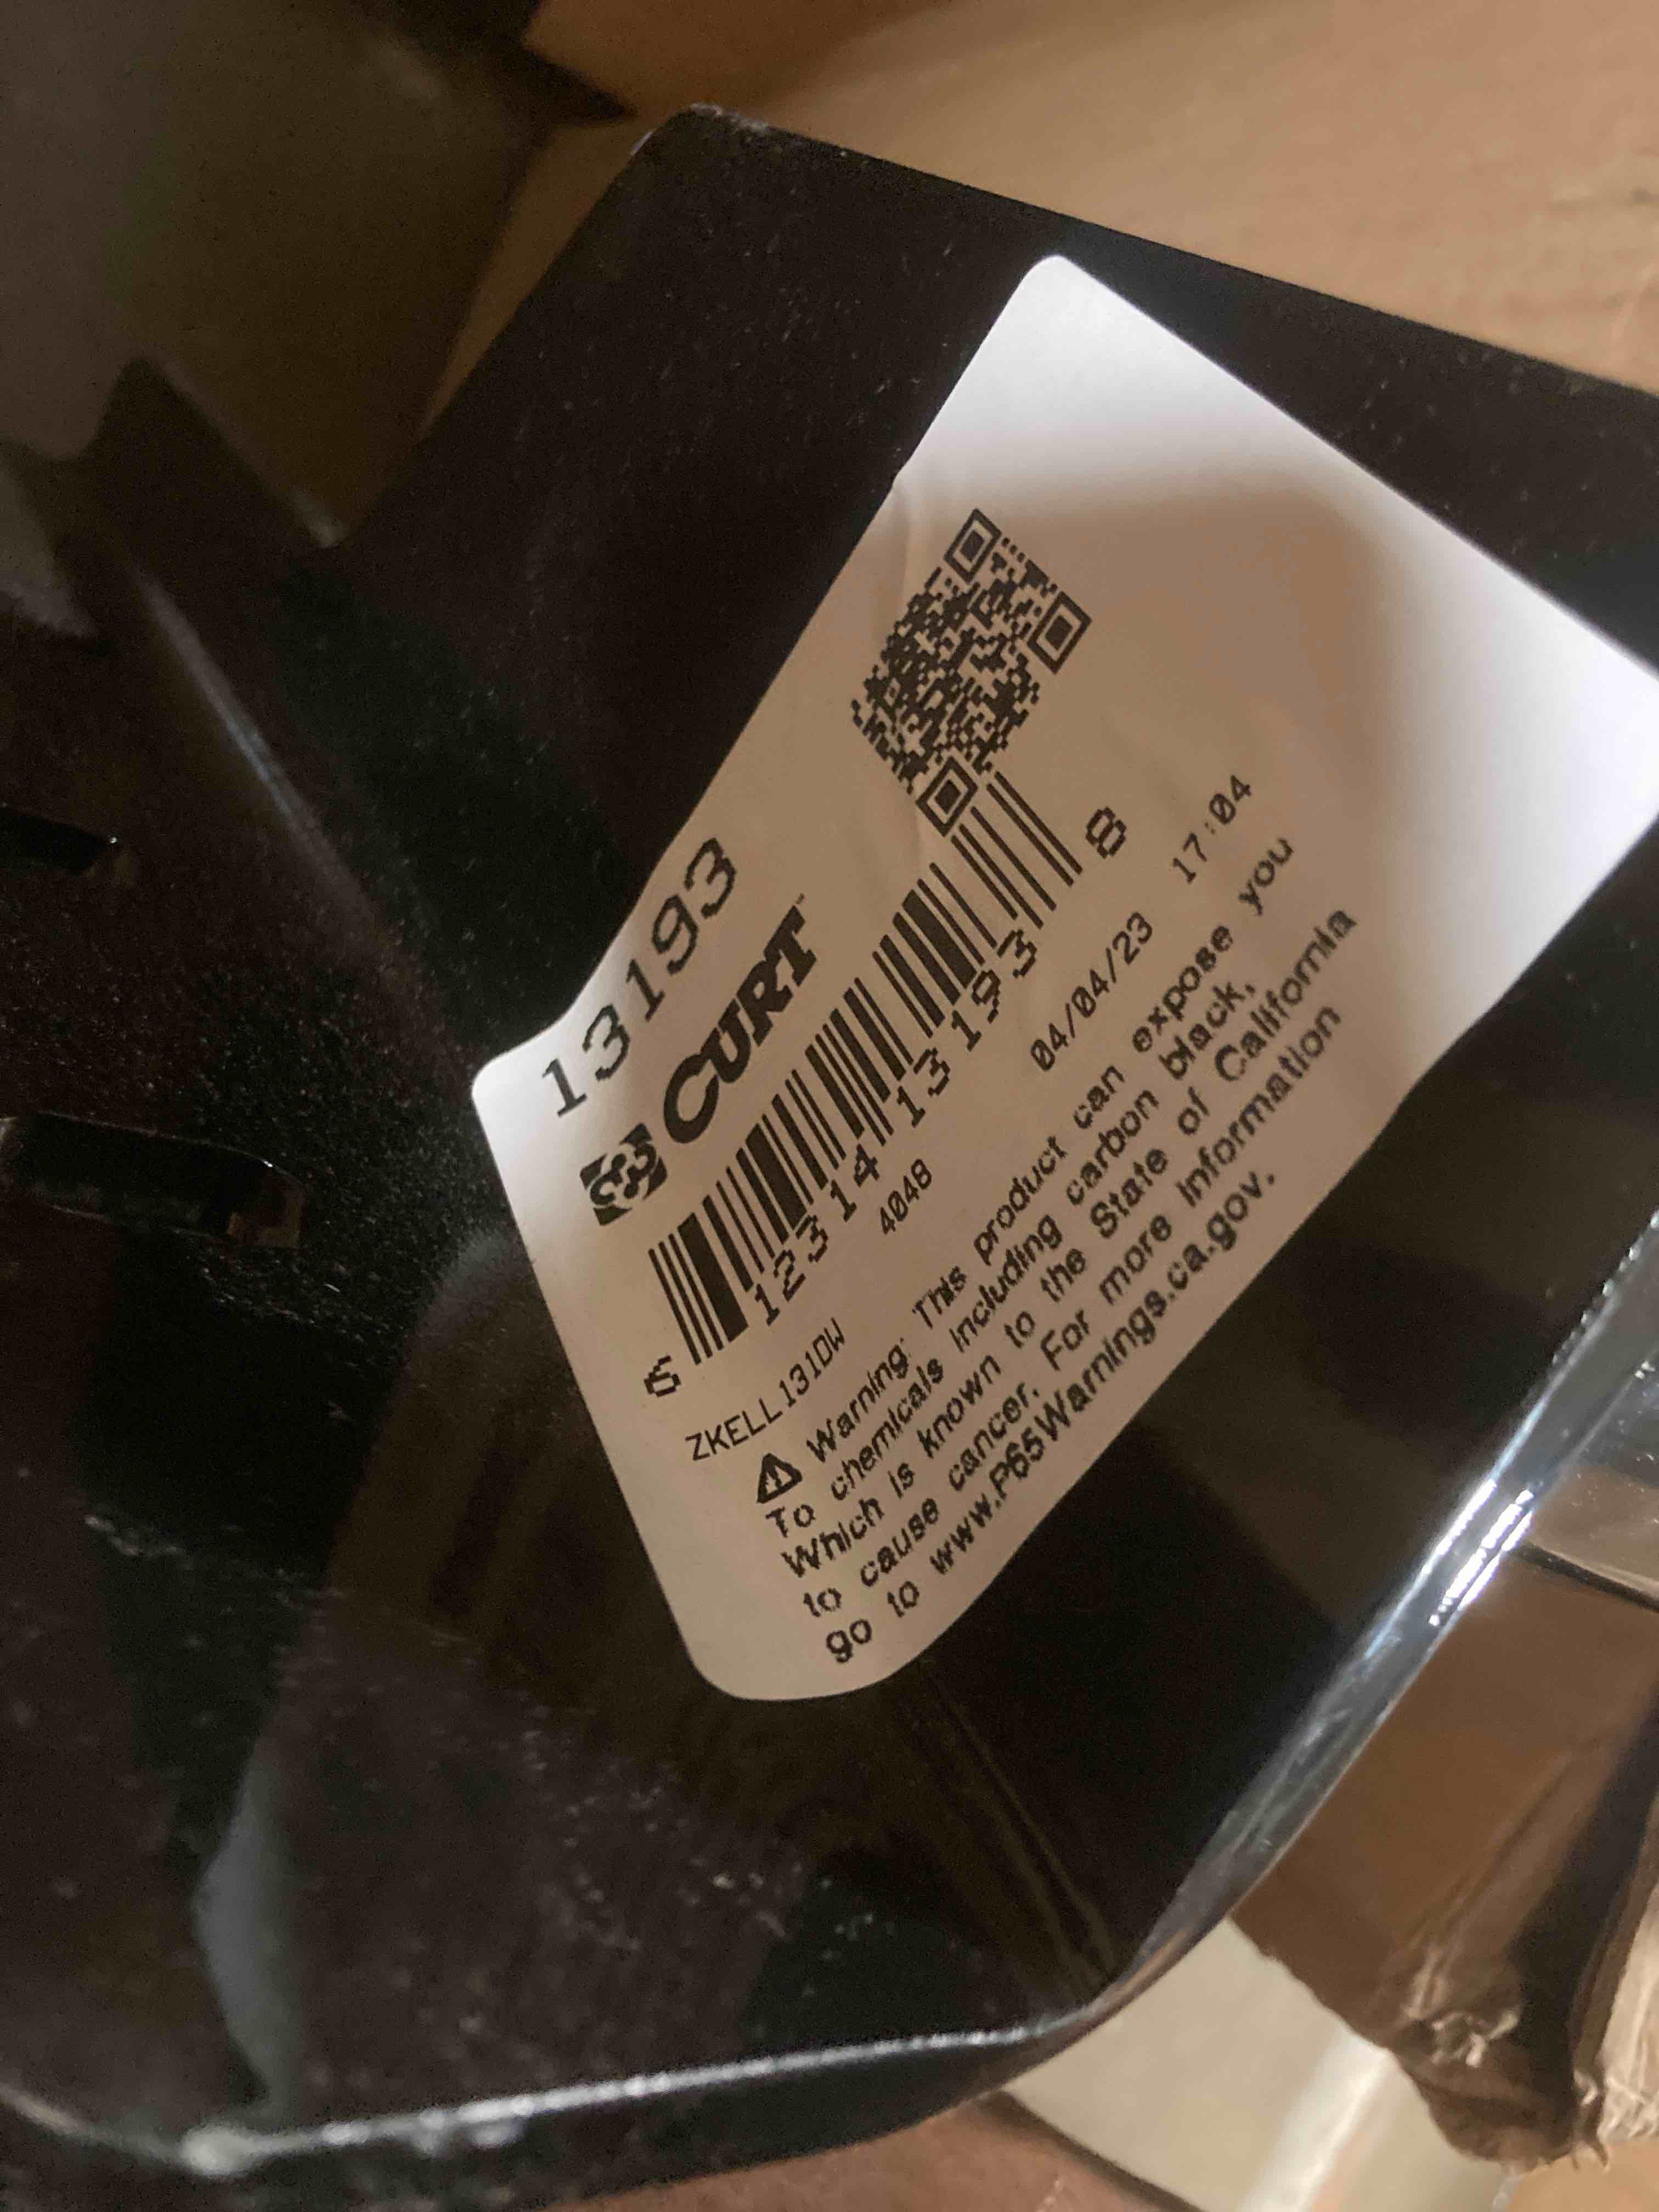 13193
CURT™
6 12314 13193 8
4048 04/04/23 17:04
ZKELL131DW
Warning: This product can expose you
To chemicals including carbon black,
Which is known to the State of California
to cause cancer. For more information
go to www.P65Warnings.ca.gov.